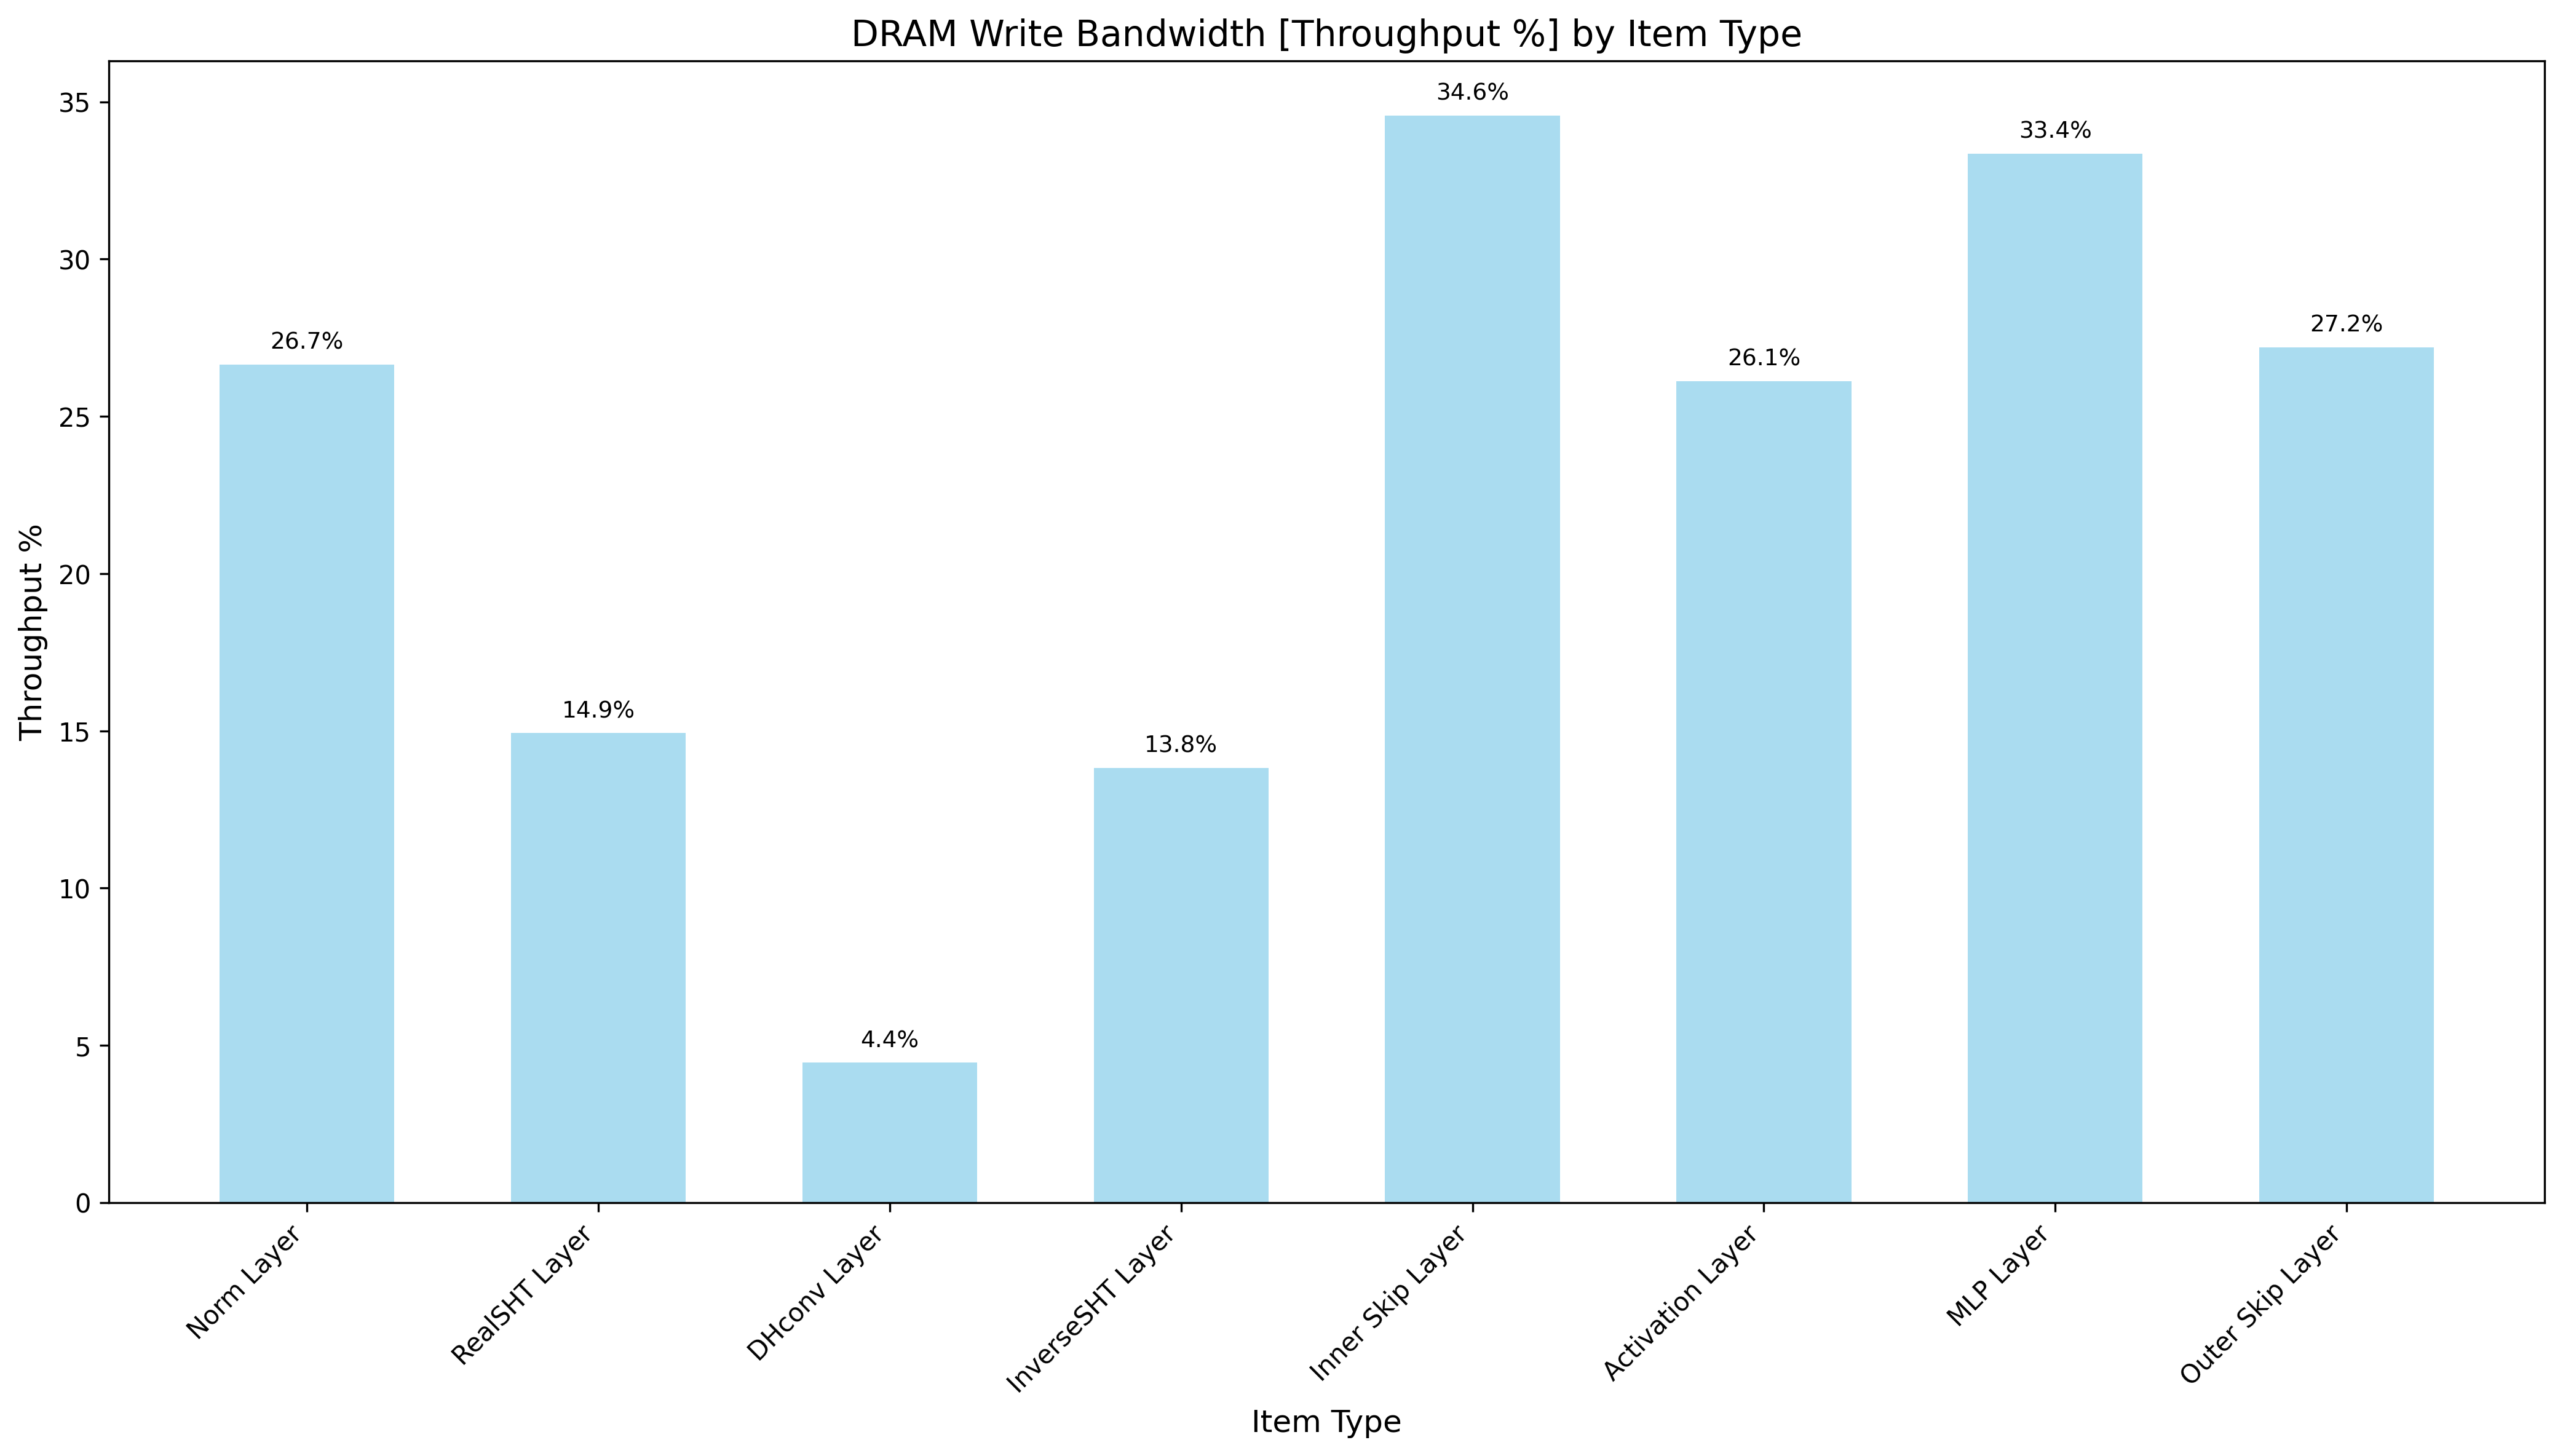 DRAM Write Bandwidth [Throughput %] by Item Type
Throughput %
35
30
25
20
15
10
5
0
26.7%
14.9%
4.4%
13.8%
34.6%
26.1%
33.4%
27.2%
Norm Layer
RealSHT Layer
DHconv Layer
InverseSHT Layer
Inner Skip Layer
Activation Layer
MLP Layer
Outer Skip Layer
Item Type